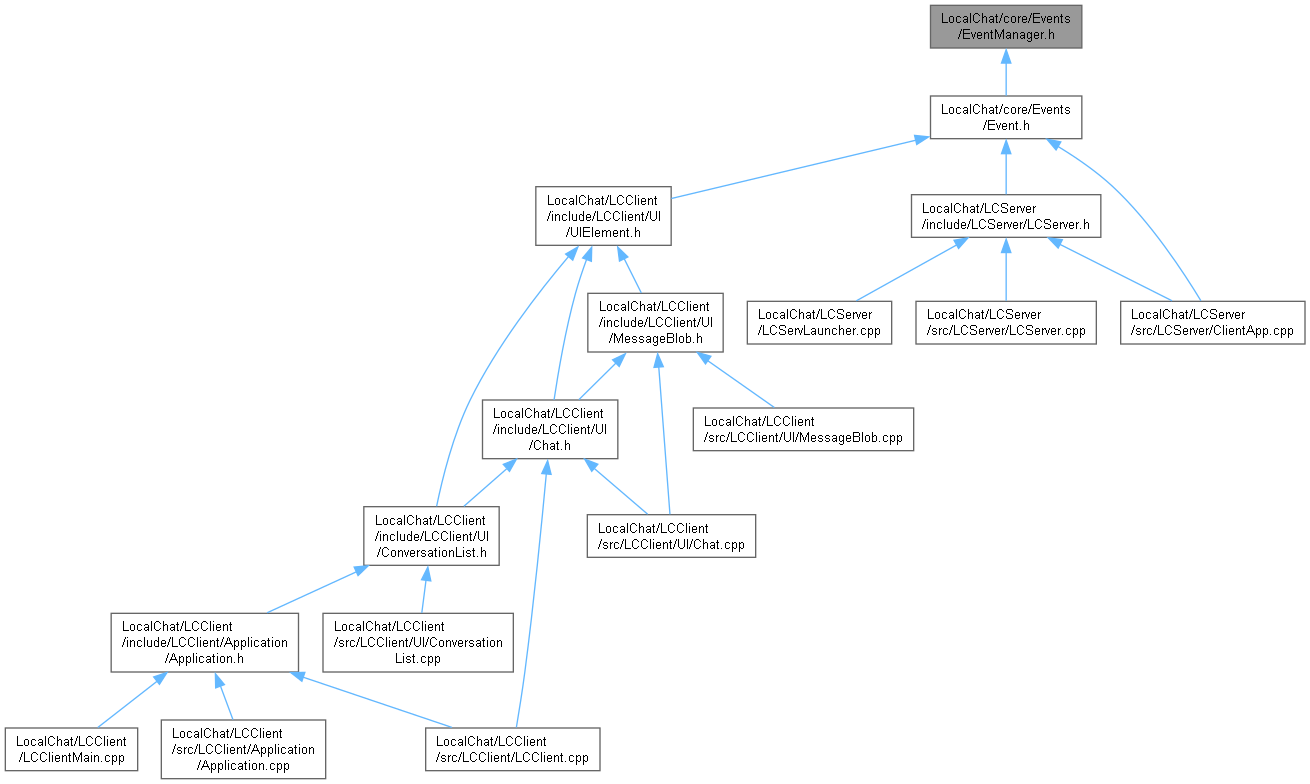 LocalChat/core/Events
/EventManager.h
LocalChat/core/Events
/Event.h
LocalChat/LCClient
/include/LCClient/UI
/UIElement.h
LocalChat/LCServer
/include/LCServer/LCServer.h
LocalChat/LCClient
/include/LCClient/UI
/MessageBlob.h
LocalChat/LCServer
/LCServLauncher.cpp
LocalChat/LCServer
/src/LCServer/LCServer.cpp
LocalChat/LCServer
/src/LCServer/ClientApp.cpp
LocalChat/LCClient
/include/LCClient/UI
/Chat.h
LocalChat/LCClient
/src/LCClient/UI/MessageBlob.cpp
LocalChat/LCClient
/include/LCClient/UI
/ConversationList.h
LocalChat/LCClient
/src/LCClient/UI/Chat.cpp
LocalChat/LCClient
/include/LCClient/Application
/Application.h
LocalChat/LCClient
/src/LCClient/UI/Conversation
List.cpp
LocalChat/LCClient
/LCClientMain.cpp
LocalChat/LCClient
/src/LCClient/Application
/Application.cpp
LocalChat/LCClient
/src/LCClient/LCClient.cpp